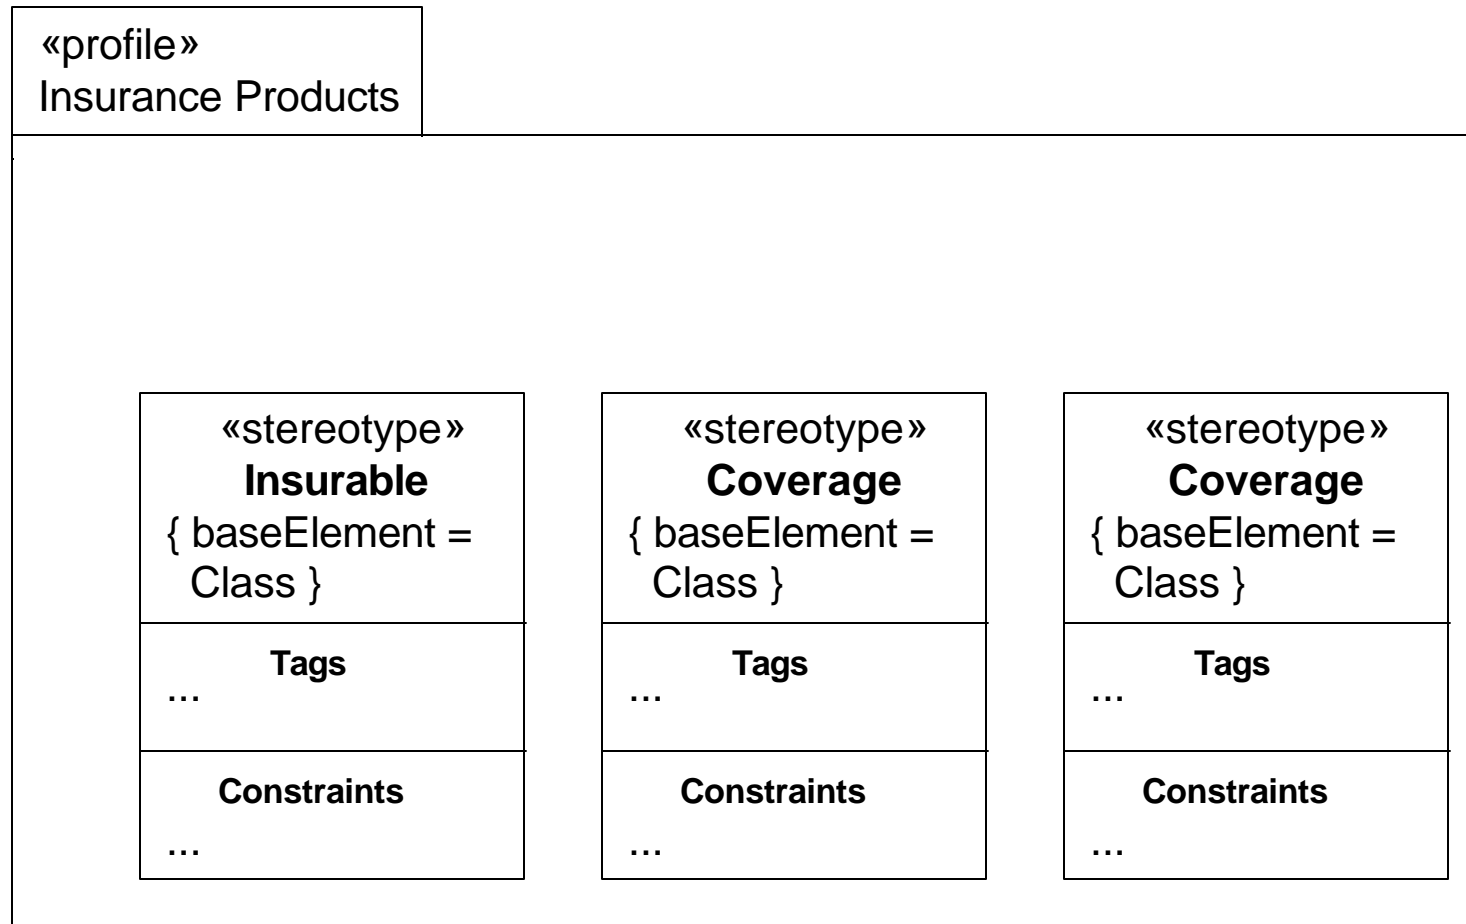 «profile»
Insurance Products
«stereotype»
Insurable
{ baseElement =
Class }
Tags
...
Constraints
...
«stereotype»
Coverage
{ baseElement =
Class }
Tags
...
Constraints
...
«stereotype»
Coverage
{ baseElement =
Class }
Tags
...
Constraints
...